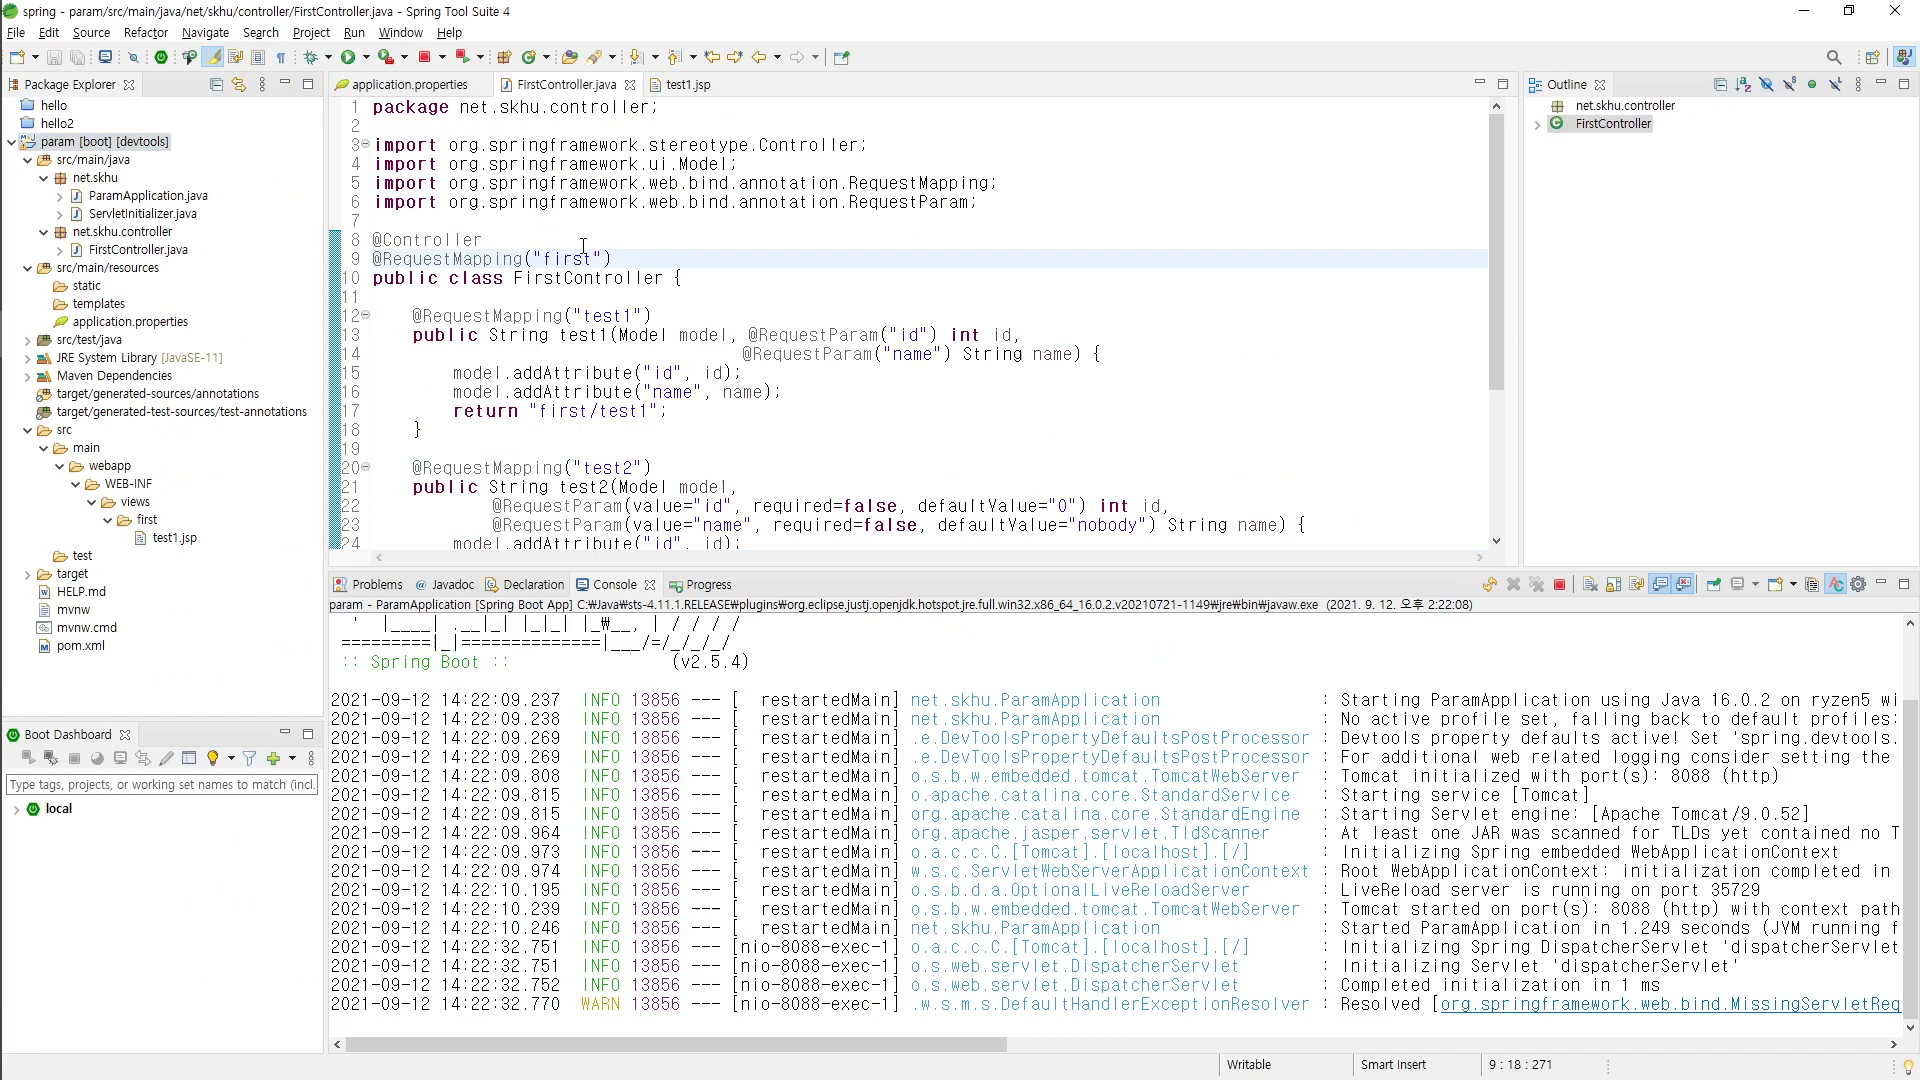 spring - param/src/main/java/net/skhu/controller/FirstController.java - Spring Tool Suite 4
File Edit Source Refactor Navigate Search Project Run Window Help
Package Explorer
hello
hello2
param [boot] [devtools]
src/main/java
net.skhu
ParamApplication.java
ServletInitializer.java
net.skhu.controller
FirstController.java
src/main/resources
static
templates
application.properties
src/test/java
JRE System Library [JavaSE-11]
Maven Dependencies
target/generated-sources/annotations
target/generated-test-sources/test-annotations
src
main
webapp
WEB-INF
views
first
test1.jsp
test
target
HELP.md
mvnw
mvnw.cmd
pom.xml
Boot Dashboard
Type tags, projects, or working set names to match (incl.
local
application.properties FirstController.java test1.jsp
1 package net.skhu.controller;
2
3 import org.springframework.stereotype.Controller;
4 import org.springframework.ui.Model;
5 import org.springframework.web.bind.annotation.RequestMapping;
6 import org.springframework.web.bind.annotation.RequestParam;
7
8 @Controller
9 @RequestMapping("first")
10 public class FirstController {
11
12 @RequestMapping("test1")
13 public String test1(Model model, @RequestParam("id") int id,
14 @RequestParam("name") String name) {
15 model.addAttribute("id", id);
16 model.addAttribute("name", name);
17 return "first/test1";
18 }
19
20 @RequestMapping("test2")
21 public String test2(Model model,
22 @RequestParam(value="id", required=false, defaultValue="0") int id,
23 @RequestParam(value="name", required=false, defaultValue="nobody") String name) {
24 model.addAttribute("id", id);
Outline
net.skhu.controller
FirstController
Problems Javadoc Declaration Console Progress
param - ParamApplication [Spring Boot App] C:₩Java₩sts-4.11.1.RELEASE₩plugins₩org.eclipse.justj.openjdk.hotspot.jre.full.win32.x86_64_16.0.2.v20210721-1149₩jre₩bin₩javaw.exe (2021. 9. 12. 오후 2:22:08)
' |____| .__|_| |_|_| |_₩__, | / / / /
=========|_|==============|___/=/_/_/_/
:: Spring Boot :: (v2.5.4)
2021-09-12 14:22:09.237 INFO 13856 --- [ restartedMain] net.skhu.ParamApplication : Starting ParamApplication using Java 16.0.2 on ryzen5 wi
2021-09-12 14:22:09.238 INFO 13856 --- [ restartedMain] net.skhu.ParamApplication : No active profile set, falling back to default profiles:
2021-09-12 14:22:09.269 INFO 13856 --- [ restartedMain] .e.DevToolsPropertyDefaultsPostProcessor : Devtools property defaults active! Set 'spring.devtools.
2021-09-12 14:22:09.269 INFO 13856 --- [ restartedMain] .e.DevToolsPropertyDefaultsPostProcessor : For additional web related logging consider setting the
2021-09-12 14:22:09.808 INFO 13856 --- [ restartedMain] o.s.b.w.embedded.tomcat.TomcatWebServer : Tomcat initialized with port(s): 8088 (http)
2021-09-12 14:22:09.815 INFO 13856 --- [ restartedMain] o.apache.catalina.core.StandardService : Starting service [Tomcat]
2021-09-12 14:22:09.815 INFO 13856 --- [ restartedMain] org.apache.catalina.core.StandardEngine : Starting Servlet engine: [Apache Tomcat/9.0.52]
2021-09-12 14:22:09.964 INFO 13856 --- [ restartedMain] org.apache.jasper.servlet.TldScanner : At least one JAR was scanned for TLDs yet contained no T
2021-09-12 14:22:09.973 INFO 13856 --- [ restartedMain] o.a.c.c.C.[Tomcat].[localhost].[/] : Initializing Spring embedded WebApplicationContext
2021-09-12 14:22:09.974 INFO 13856 --- [ restartedMain] w.s.c.ServletWebServerApplicationContext : Root WebApplicationContext: initialization completed in
2021-09-12 14:22:10.195 INFO 13856 --- [ restartedMain] o.s.b.d.a.OptionalLiveReloadServer : LiveReload server is running on port 35729
2021-09-12 14:22:10.239 INFO 13856 --- [ restartedMain] o.s.b.w.embedded.tomcat.TomcatWebServer : Tomcat started on port(s): 8088 (http) with context path
2021-09-12 14:22:10.246 INFO 13856 --- [ restartedMain] net.skhu.ParamApplication : Started ParamApplication in 1.249 seconds (JVM running f
2021-09-12 14:22:32.751 INFO 13856 --- [nio-8088-exec-1] o.a.c.c.C.[Tomcat].[localhost].[/] : Initializing Spring DispatcherServlet 'dispatcherServlet
2021-09-12 14:22:32.751 INFO 13856 --- [nio-8088-exec-1] o.s.web.servlet.DispatcherServlet : Initializing Servlet 'dispatcherServlet'
2021-09-12 14:22:32.752 INFO 13856 --- [nio-8088-exec-1] o.s.web.servlet.DispatcherServlet : Completed initialization in 1 ms
2021-09-12 14:22:32.770 WARN 13856 --- [nio-8088-exec-1] .w.s.m.s.DefaultHandlerExceptionResolver : Resolved [org.springframework.web.bind.MissingServletReq
Writable Smart Insert 9 : 18 : 271